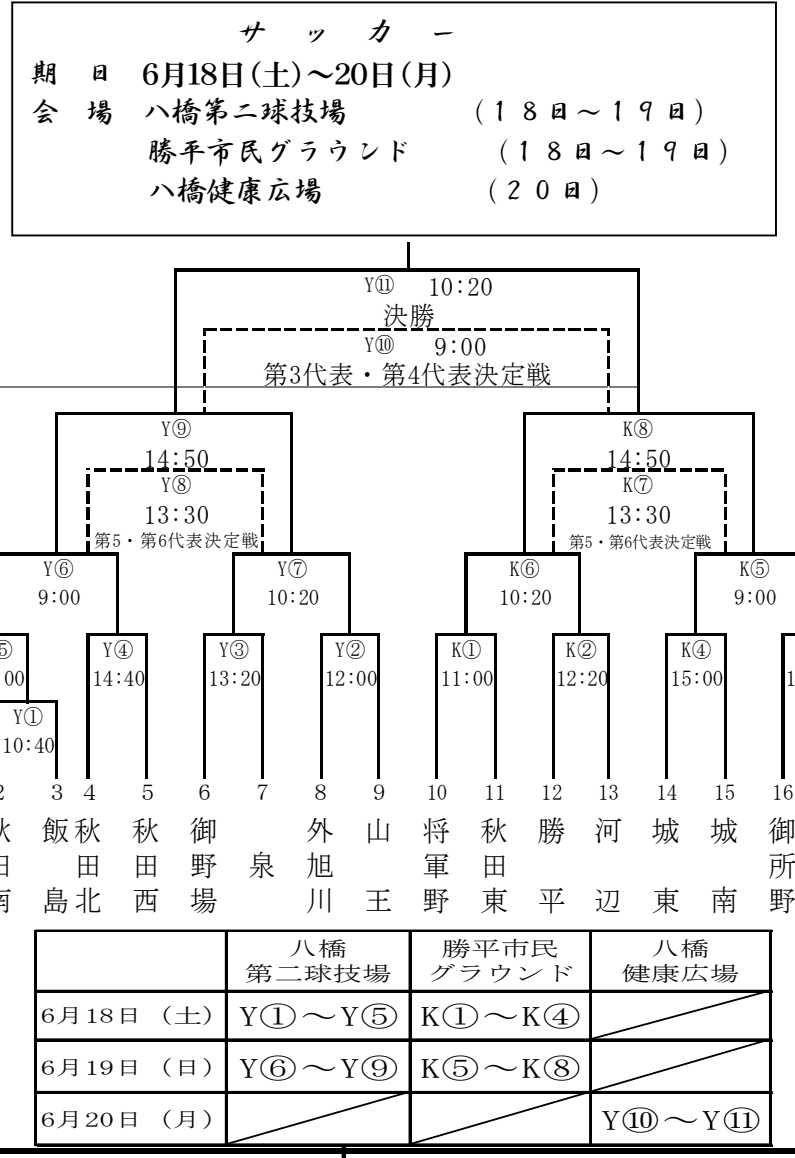 サッカー
期日 6月18日(土)～20日(月)
会場 八橋第二球技場 (18日～19日)
勝平市民グラウンド (18日～19日)
八橋健康広場 (20日)
Y⑪ 10:20
決勝
Y⑩ 9:00
第3代表・第4代表決定戦
Y⑨ K⑧
14:50 14:50
Y⑧ K⑦
13:30 13:30
第5・第6代表決定戦 第5・第6代表決定戦
Y⑥ Y⑦ K⑥ K⑤
9:00 10:20 10:20 9:00
Y④ Y③ Y② K① K② K④
00 14:40 13:20 12:00 11:00 12:20 15:00
Y①
10:40
3 4 5 6 7 8 9 10 11 12 13 14 15 16
飯島 秋田北 秋田西 御野場 泉 外旭川 山王 将軍野 秋田東 勝平 河辺 城東 城南 御所野
八橋第二球技場 勝平市民グラウンド 八橋健康広場
6月18日 (土) Y①～Y⑤ K①～K④
6月19日 (日) Y⑥～Y⑨ K⑤～K⑧
6月20日 (月) Y⑩～Y⑪